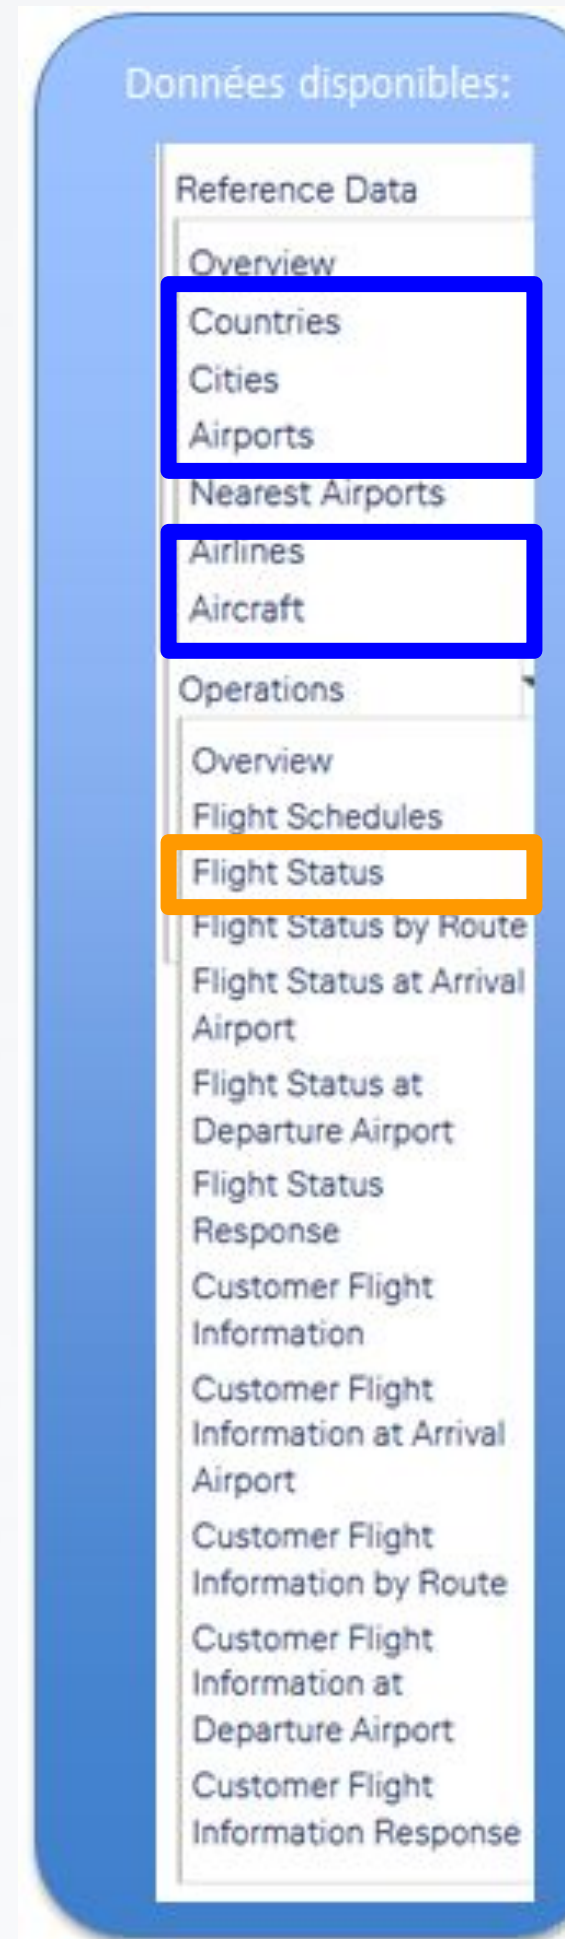 Données disponibles:
Reference Data
Overview
Countries
Cities
Airports
Nearest Airports
Airlines
Aircraft
Operations
Overview
Flight Schedules
Flight Status
Flight Status by Route
Flight Status at Arrival
Airport
Flight Status at
Departure Airport
Flight Status
Response
Customer Flight
Information
Customer Flight
Information at Arrival
Airport
Customer Flight
Information by Route
Customer Flight
Information at
Departure Airport
Customer Flight
Information Response